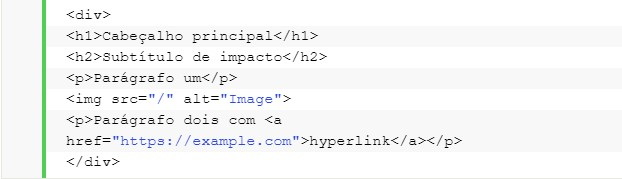 <div>
<h1>Cabeçalho principal</h1>
<h2>Subtítulo de impacto</h2>
<p>Parágrafo um</p>
<img src="/" alt="Image">
<p>Parágrafo dois com <a
href="https://example.com">hyperlink</a></p>
</div>